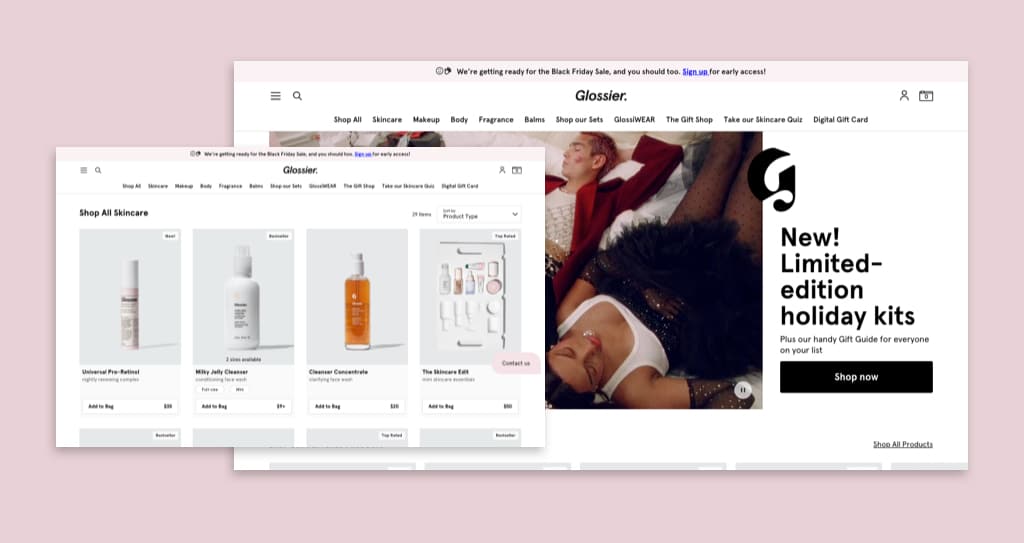 We're getting ready for the Black Friday Sale, and you should too. Sign up for early access!
Glossier.
0
Shop All Skincare Makeup Body Fragrance Balms Shop our Sets GlossiWEAR The Gift Shop Take our Skincare Quiz Digital Gift Card
New!
Limited-
edition
holiday kits
Plus our handy Gift Guide for everyone
on your list
Shop now
Shop All Products
We're getting ready for the Black Friday Sale, and you should too. Sign up for early access!
Glossier.
Shop All Skincare Makeup Body Fragrance Balms Shop our Sets GlossiWEAR The Gift Shop Take our Skincare Quiz Digital Gift Card
Shop All Skincare
29 items
Sort by
Product Type
New!
Bestseller
Top Rated
2 sizes available
Contact us
Universal Pro-Retinol
Milky Jelly Cleanser
Cleanser Concentrate
The Skincare Edit
nightly renewing complex
conditioning face wash
clarifying face wash
mini skincare essentials
Full size
Mini
Add to Bag
Add to Bag $9+
Add to Bag $20
Add to Bag
Bestseller
Top Rated
Bestseller